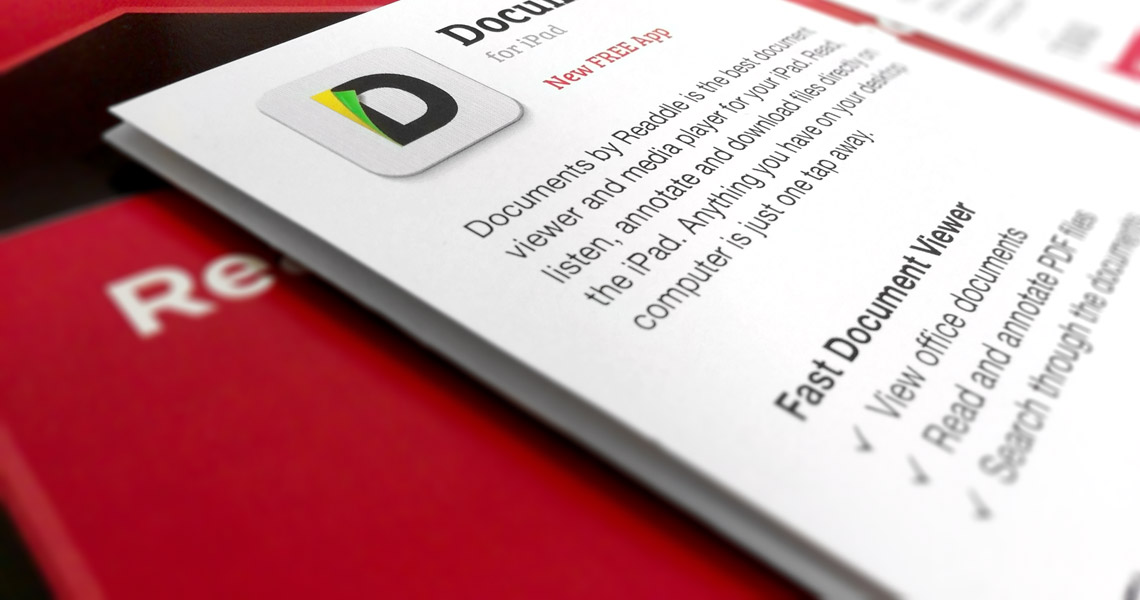 for iPad
New FREE App
Documents by Readdle is the best document
viewer and media player for your iPad. Read,
listen, annotate and download files directly on
the iPad. Anything you have on your desktop
computer is just one tap away.
Fast Document Viewer
✓ View office documents
✓ Read and annotate PDF files
✓ Search through the documents